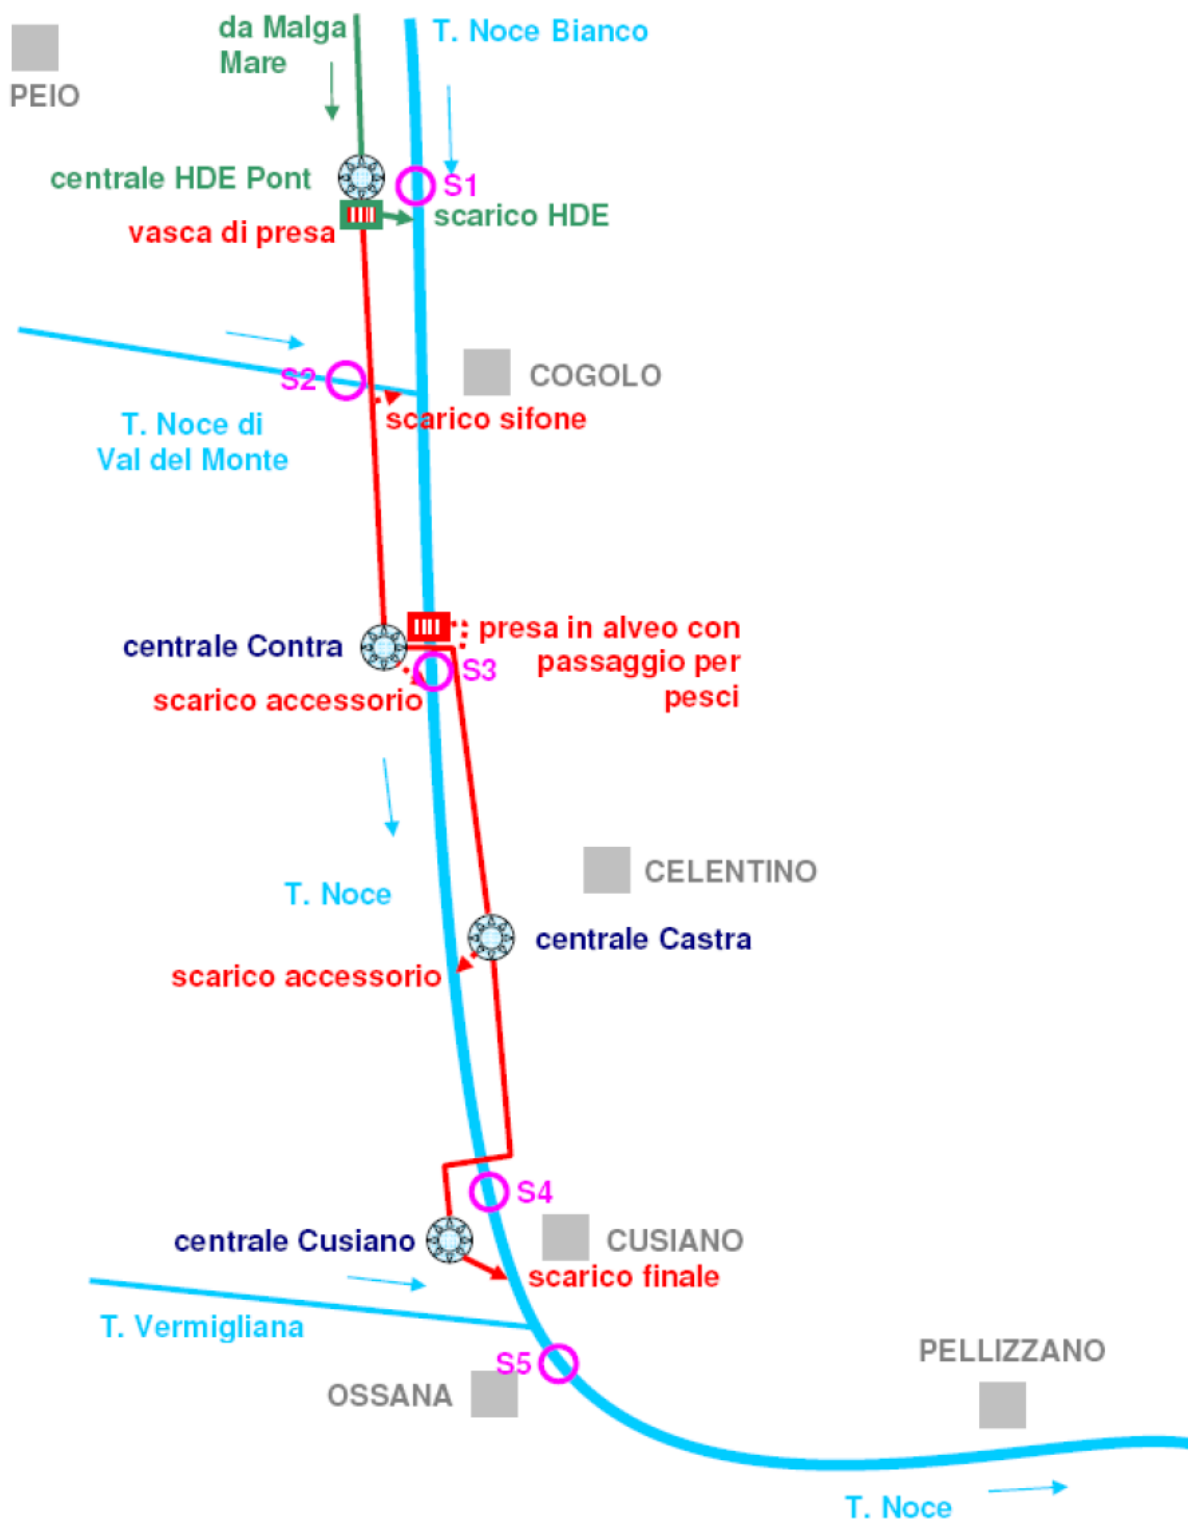 da Malga
Mare
T. Noce Bianco
PEIO
centrale HDE Pont
S1
scarico HDE
vasca di presa
COGOLO
S2
scarico sifone
T. Noce di
Val del Monte
presa in alveo con
passaggio per
pesci
centrale Contra
S3
scarico accessorio
CELENTINO
T. Noce
centrale Castra
scarico accessorio
S4
centrale Cusiano
CUSIANO
scarico finale
T. Vermigliana
S5
PELLIZZANO
OSSANA
T. Noce